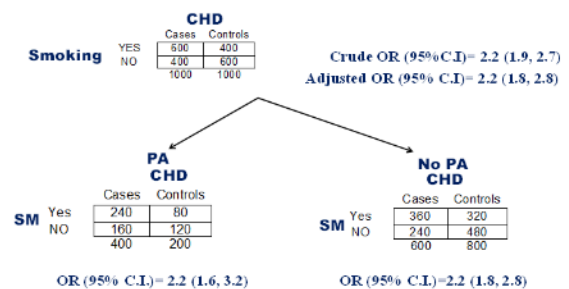 CHD
Cases Controls
Smoking YES 600 400
NO 400 600
1000 1000
Crude OR (95%C.I)= 2.2 (1.9, 2.7)
Adjusted OR (95% C.I)= 2.2 (1.8, 2.8)
PA
CHD
Cases Controls
SM Yes 240 80
NO 160 120
400 200
OR (95% C.I.)= 2.2 (1.6, 3.2)
No PA
CHD
Cases Controls
SM Yes 360 320
NO 240 480
600 800
OR (95% C.I.)=2.2 (1.8, 2.8)